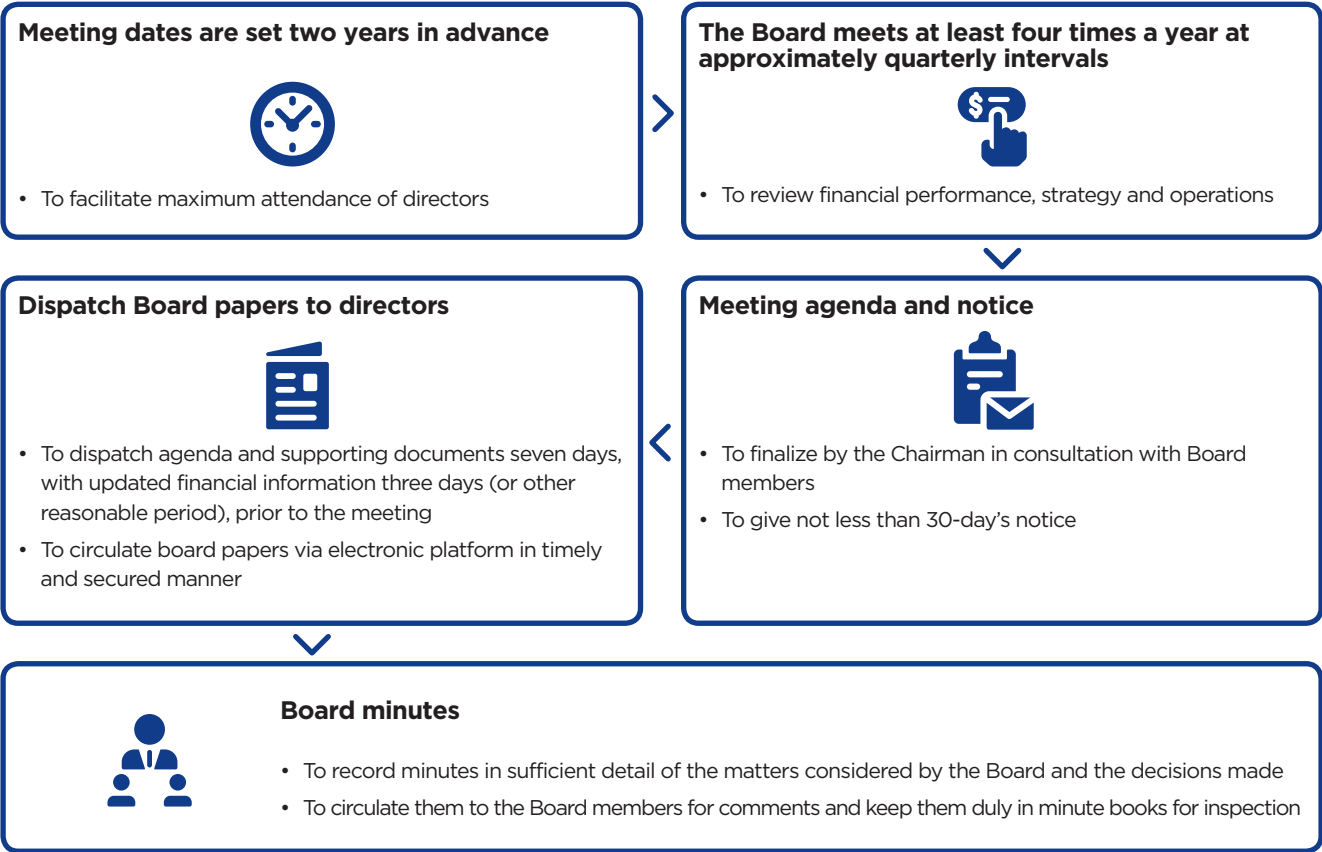 Meeting dates are set two years in advance
• To facilitate maximum attendance of directors
The Board meets at least four times a year at
approximately quarterly intervals
$
• To review financial performance, strategy and operations
Meeting agenda and notice
• To finalize by the Chairman in consultation with Board
members
• To give not less than 30-day’s notice
Dispatch Board papers to directors
• To dispatch agenda and supporting documents seven days,
with updated financial information three days (or other
reasonable period), prior to the meeting
• To circulate board papers via electronic platform in timely
and secured manner
Board minutes
• To record minutes in sufficient detail of the matters considered by the Board and the decisions made
• To circulate them to the Board members for comments and keep them duly in minute books for inspection